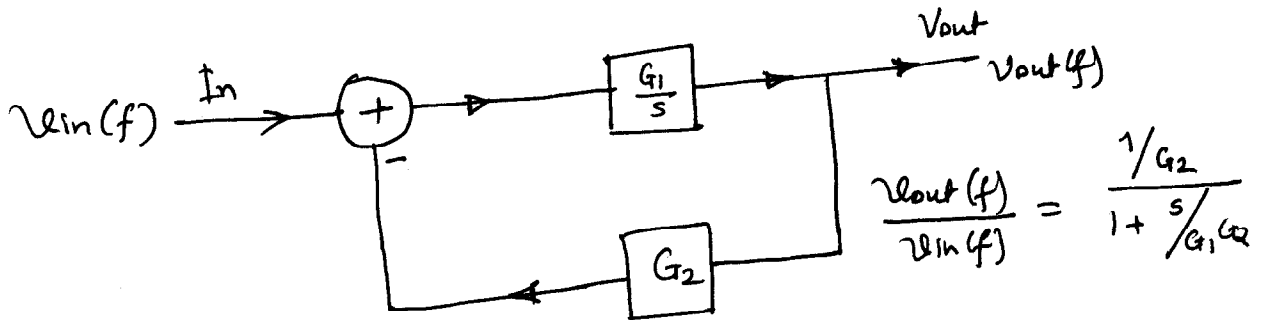 Vout
In
Vin(f)
+
G1/s
Vout(f)
-
G2
Vout(f)/Vin(f) = (1/G2)/(1 + s/G1G2)